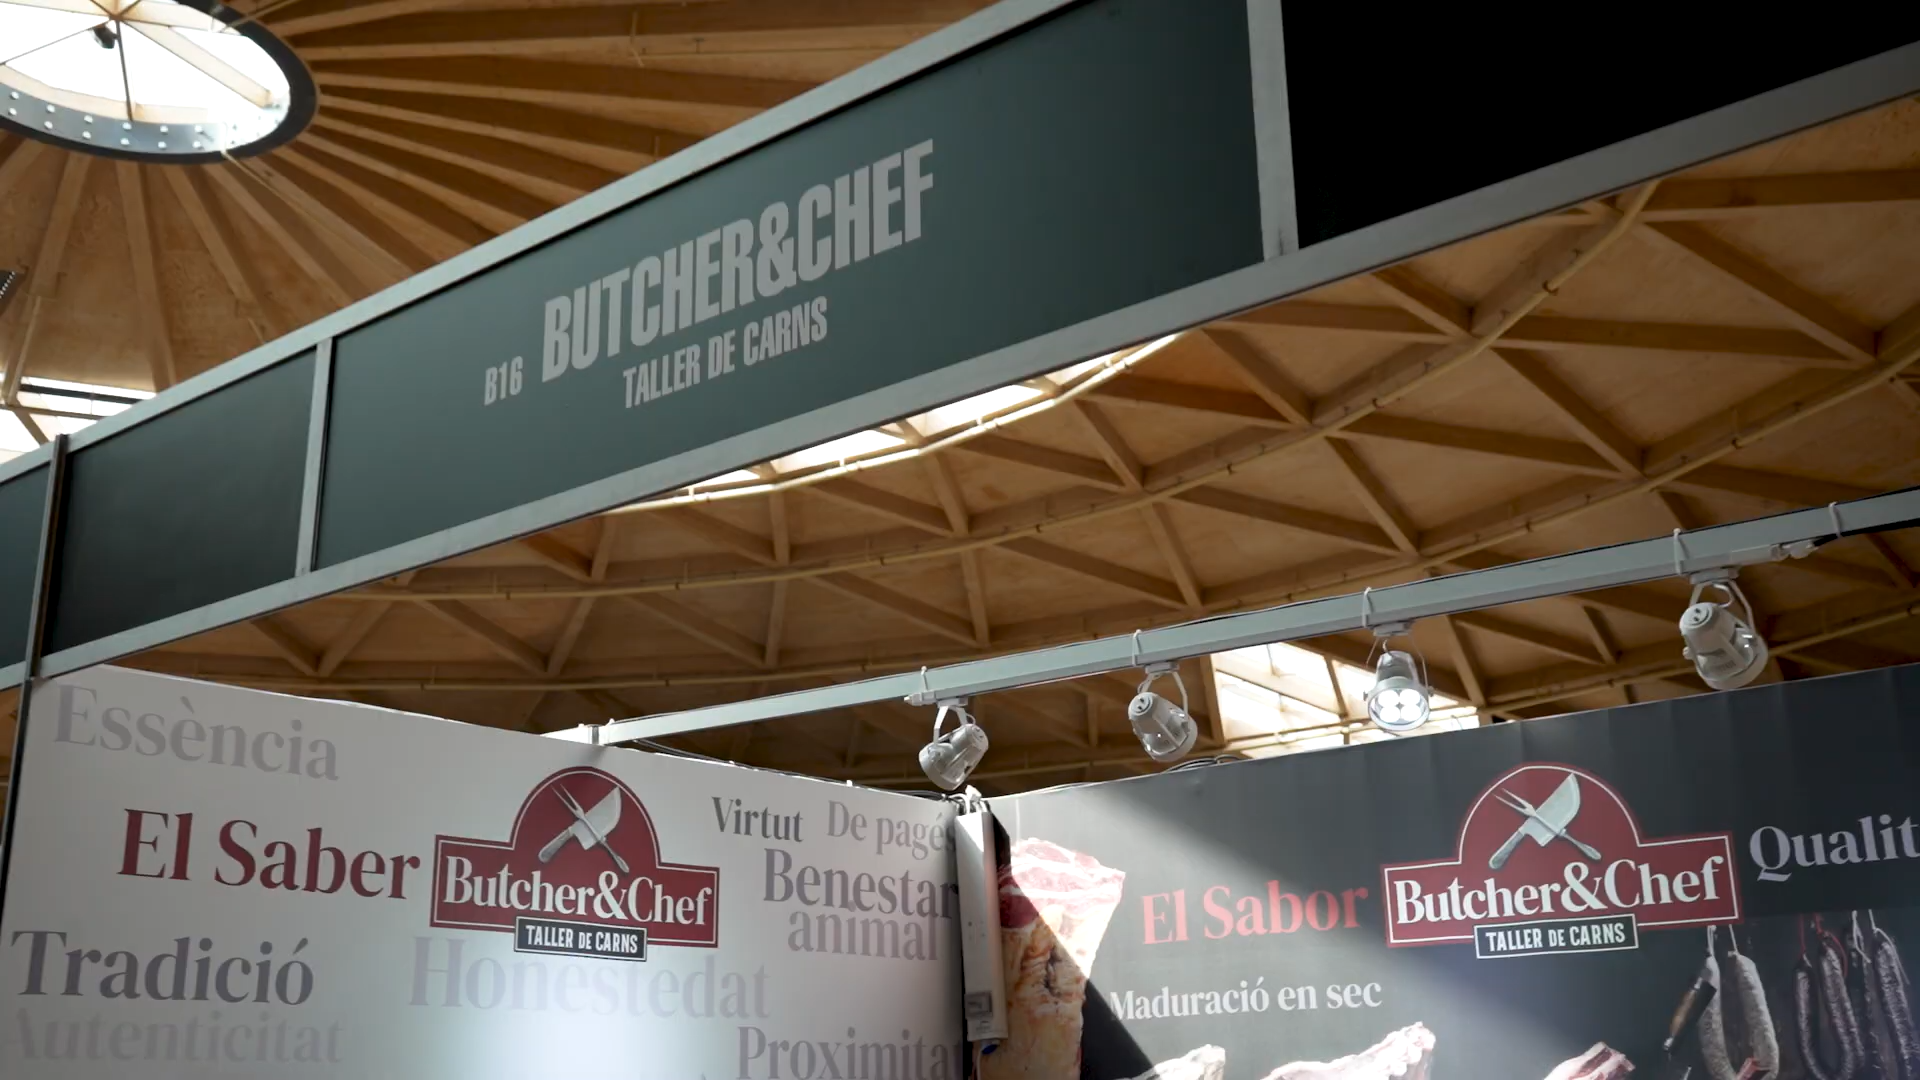 B16 BUTCHER&CHEF
TALLER DE CARNS
Essència
El Saber
Butcher&Chef
TALLER DE CARNS
Virtut
De pagés
Benestar
animal
Tradició
Honestedat
Autenticitat
Proximitat
El Sabor
Butcher&Chef
TALLER DE CARNS
Qualit
Maduració en sec